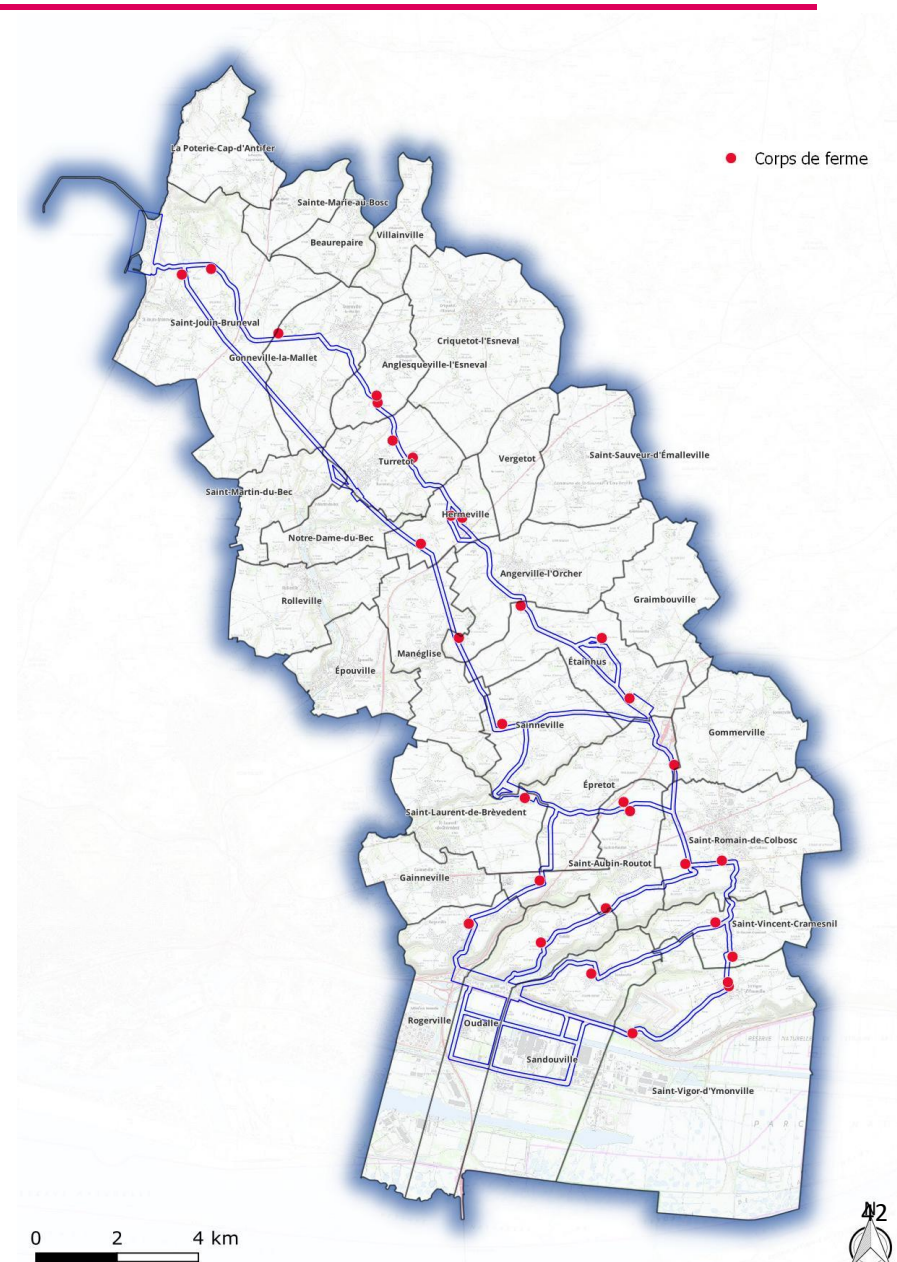 La Poterie-Cap-d'Antifer
Corps de ferme
Sainte-Marie-au-Bosc
Villainville
Beaurepaire
Saint-Jouin-Bruneval
Criquetot-l'Esneval
Gonneville-la-Mallet
Anglesqueville-l'Esneval
Turretot
Vergetot
Saint-Sauveur-d'Émalleville
Saint-Martin-du-Bec
Hermeville
Notre-Dame-du-Bec
Angerville-l'Orcher
Rolleville
Graimbouville
Manéglise
Étainhus
Épouville
Sainneville
Gommerville
Épretot
Saint-Laurent-de-Brèvedent
Saint-Romain-de-Colbosc
Saint-Aubin-Routot
Gainneville
Saint-Vincent-Cramesnil
Rogerville
Oudalle
RESERVE NATURELLE
Sandouville
Saint-Vigor-d'Ymonville
PARC
N
42
0 2 4 km